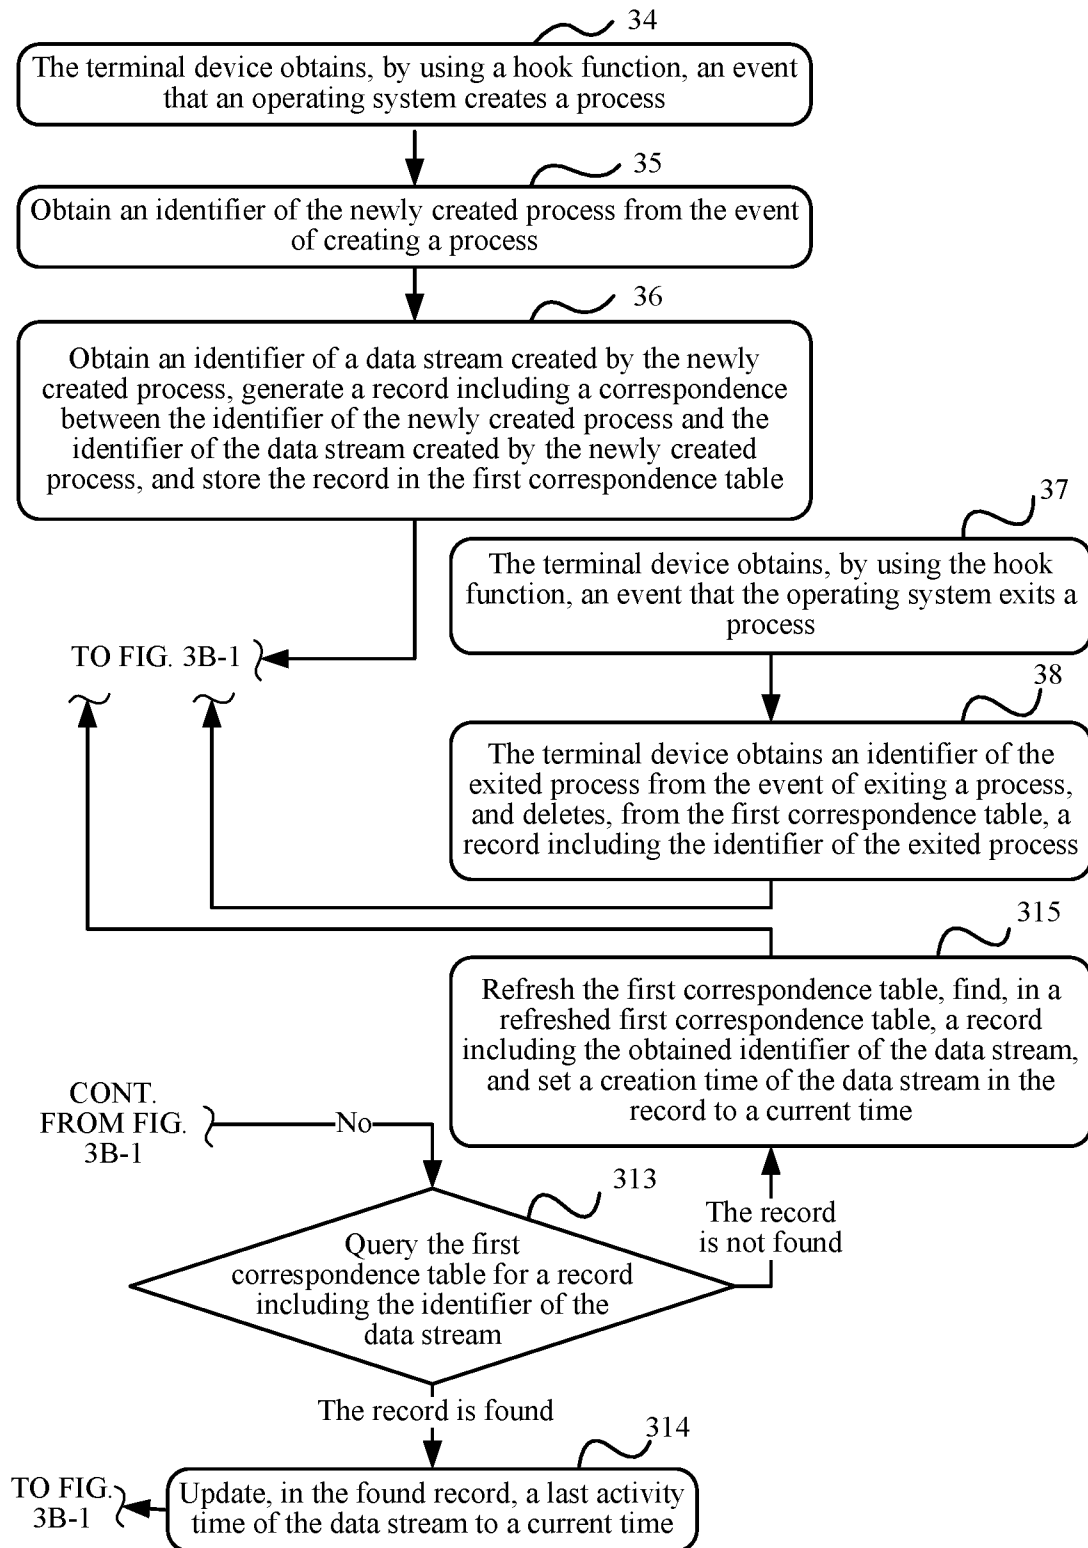 34
The terminal device obtains, by using a hook function, an event
that an operating system creates a process
35
Obtain an identifier of the newly created process from the event
of creating a process
36
Obtain an identifier of a data stream created by the newly
created process, generate a record including a correspondence
between the identifier of the newly created process and the
identifier of the data stream created by the newly created
process, and store the record in the first correspondence table
37
The terminal device obtains, by using the hook
function, an event that the operating system exits a
process
TO FIG. 3B-1
38
The terminal device obtains an identifier of the
exited process from the event of exiting a process,
and deletes, from the first correspondence table, a
record including the identifier of the exited process
315
Refresh the first correspondence table, find, in a
refreshed first correspondence table, a record
including the obtained identifier of the data stream,
and set a creation time of the data stream in the
record to a current time
CONT.
FROM FIG.
3B-1
No
313
The record
is not found
Query the first
correspondence table for a record
including the identifier of the
data stream
The record is found
314
Update, in the found record, a last activity
time of the data stream to a current time
TO FIG.
3B-1